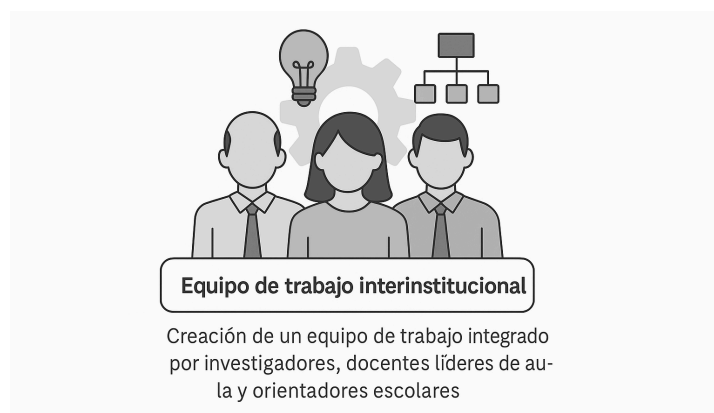 Equipo de trabajo interinstitucional
Creación de un equipo de trabajo integrado
por investigadores, docentes líderes de au-
la y orientadores escolares